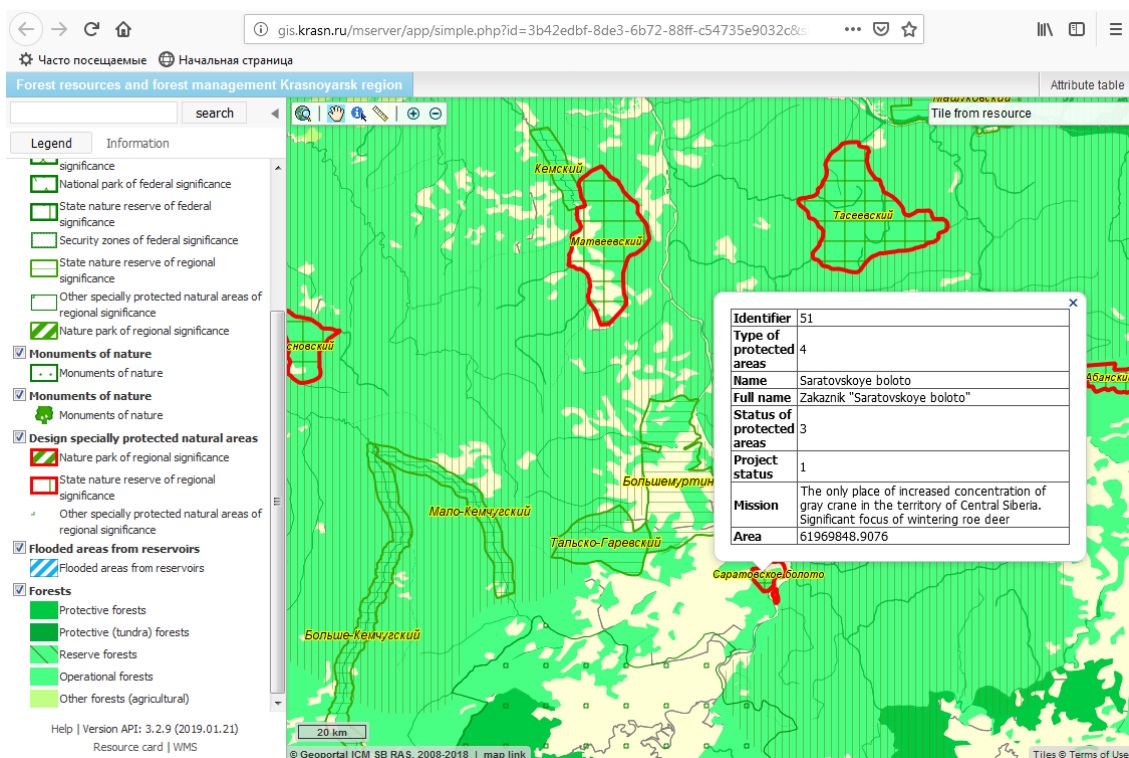 gis.krasn.ru/mserver/app/simple.php?id=3b42edbf-8de3-6b72-88ff-c54735e9032c&s
Часто посещаемые Начальная страница
Forest resources and forest management Krasnoyarsk region
Attribute table
search
Tile from resource
Legend Information
significance
National park of federal significance
State nature reserve of federal
significance
Security zones of federal significance
State nature reserve of regional
significance
Other specially protected natural areas of
regional significance
Nature park of regional significance
Monuments of nature
Monuments of nature
Monuments of nature
Monuments of nature
Design specially protected natural areas
Nature park of regional significance
State nature reserve of regional
significance
Other specially protected natural areas of
regional significance
Flooded areas from reservoirs
Flooded areas from reservoirs
Forests
Protective forests
Protective (tundra) forests
Reserve forests
Operational forests
Other forests (agricultural)
Help | Version API: 3.2.9 (2019.01.21)
Resource card | WMS
Кемский
Матвеевский
Тасеевский
сновский
Абански
Большемуртин
Мало-Кемчугский
Тальско-Гаревский
Саратовское болото
Больше-Кемчугский
Identifier 51
Type of
protected 4
areas
Name Saratovskoye boloto
Full name Zakaznik "Saratovskoye boloto"
Status of
protected 3
areas
Project
status 1
Mission The only place of increased concentration of
gray crane in the territory of Central Siberia.
Significant focus of wintering roe deer
Area 61969848.9076
20 km
© Geoportal ICM SB RAS, 2008-2018 | map link
Tiles © Terms of Use